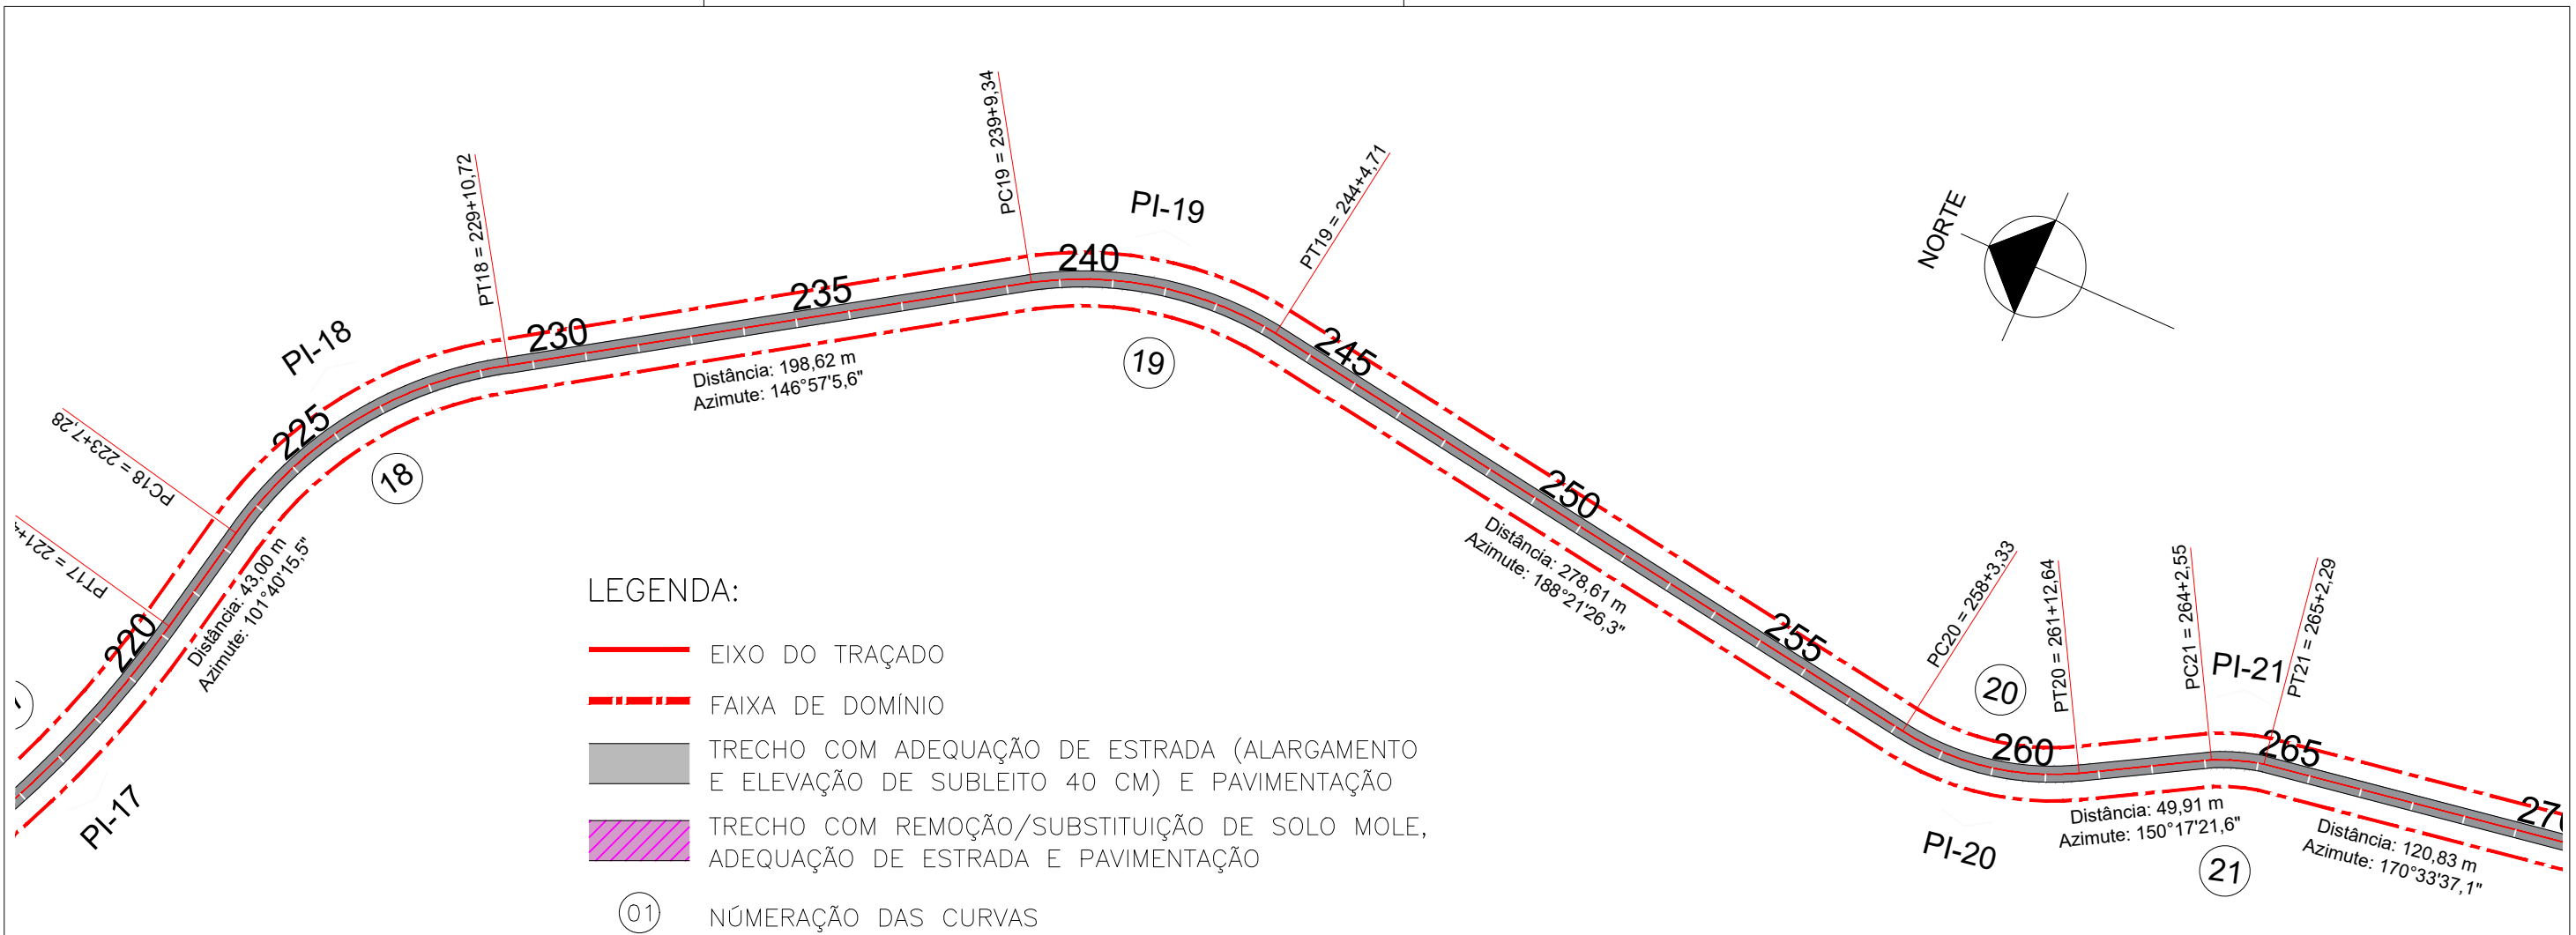 PC19 = 239+9,34
PT18 = 229+10,72
PI-19
PT19 = 244+4,71
NORTE
240
235
230
PI-18
19
245
Distância: 198,62 m
Azimute: 146°57'5,6"
225
18
PC18 = 223+7,28
250
PT17 = 221+4
Distância: 43,00 m
Azimute: 101°40'15,5"
220
Distância: 278,61 m
Azimute: 188°21'26,3"
255
PC20 = 258+3,33
20
PT20 = 261+12,64
PC21 = 264+2,55
PI-21
PT21 = 265+2,29
260
265
270
PI-17
PI-20
Distância: 49,91 m
Azimute: 150°17'21,6"
21
Distância: 120,83 m
Azimute: 170°33'37,1"
LEGENDA:
EIXO DO TRAÇADO
FAIXA DE DOMÍNIO
TRECHO COM ADEQUAÇÃO DE ESTRADA (ALARGAMENTO
E ELEVAÇÃO DE SUBLEITO 40 CM) E PAVIMENTAÇÃO
TRECHO COM REMOÇÃO/SUBSTITUIÇÃO DE SOLO MOLE,
ADEQUAÇÃO DE ESTRADA E PAVIMENTAÇÃO
01 NÚMERAÇÃO DAS CURVAS